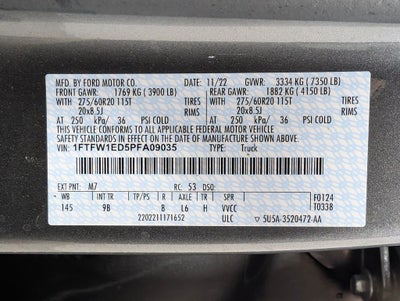 MFD. BY FORD MOTOR CO. DATE: 11/22 GVWR: 3334 KG (7350 LB)
FRONT GAWR: 1769 KG (3900 LB) REAR GAWR: 1882 KG (4150 LB)
WITH 275/60R20 115T TIRES WITH 275/60R20 115T TIRES
20x8.5J RIMS 20x8.5J RIMS
AT 250 kPa/ 36 PSI COLD AT 250 kPa/ 36 PSI COLD
THIS VEHICLE CONFORMS TO ALL APPLICABLE FEDERAL MOTOR VEHICLE
SAFETY STANDARDS IN EFFECT ON THE DATE OF MANUFACTURE SHOWN ABOVE.
VIN: 1FTFW1ED5PFA09035 TYPE: Truck
EXT PNT: M7 RC: 53 DSO:
WB INT TR TP/PS R AXLE TR SPR F0124
145 9B B L6 H VVCC T0338
2202211171652 ULC ▽ 5U5A-3520472-AA